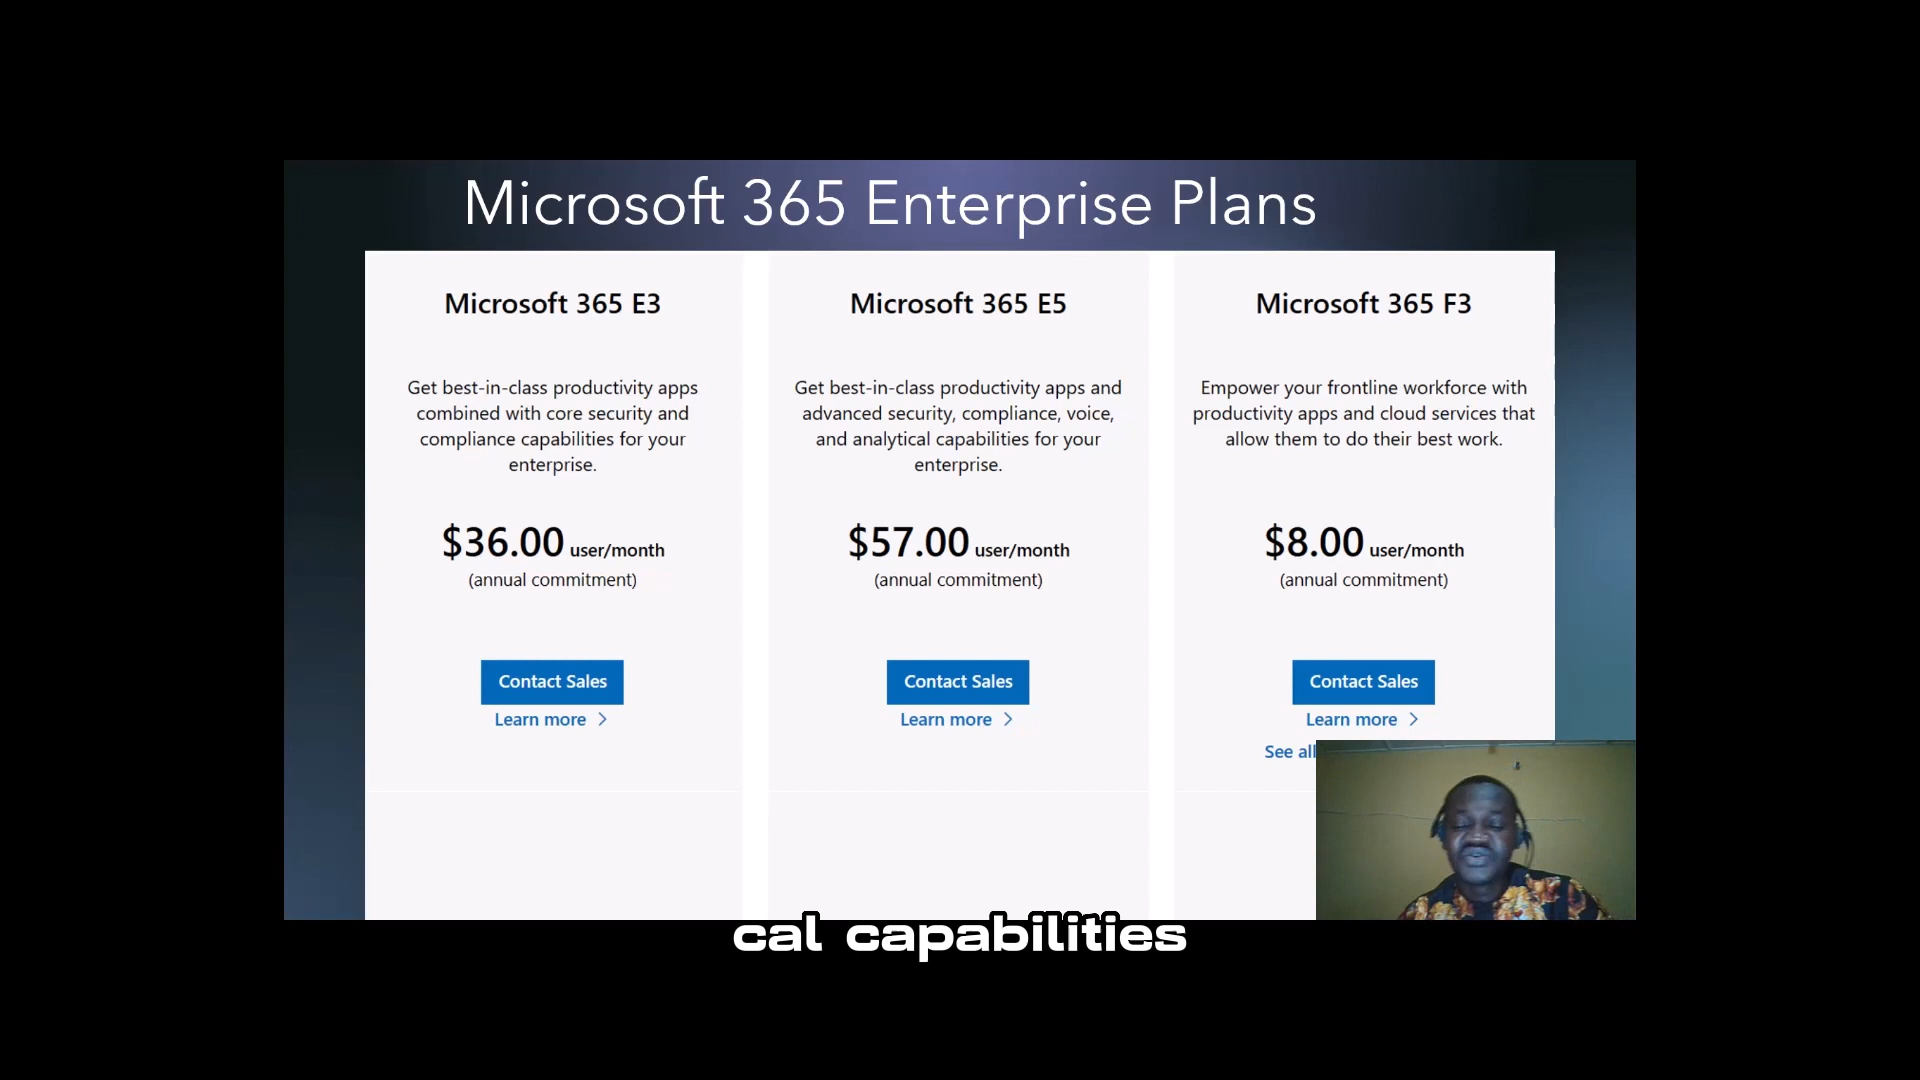 Microsoft 365 Enterprise Plans
Microsoft 365 E3
Get best-in-class productivity apps
combined with core security and
compliance capabilities for your
enterprise.
$36.00 user/month
(annual commitment)
Contact Sales
Learn more >
Microsoft 365 E5
Get best-in-class productivity apps and
advanced security, compliance, voice,
and analytical capabilities for your
enterprise.
$57.00 user/month
(annual commitment)
Contact Sales
Learn more >
Microsoft 365 F3
Empower your frontline workforce with
productivity apps and cloud services that
allow them to do their best work.
$8.00 user/month
(annual commitment)
Contact Sales
Learn more >
See all
cal capabilities